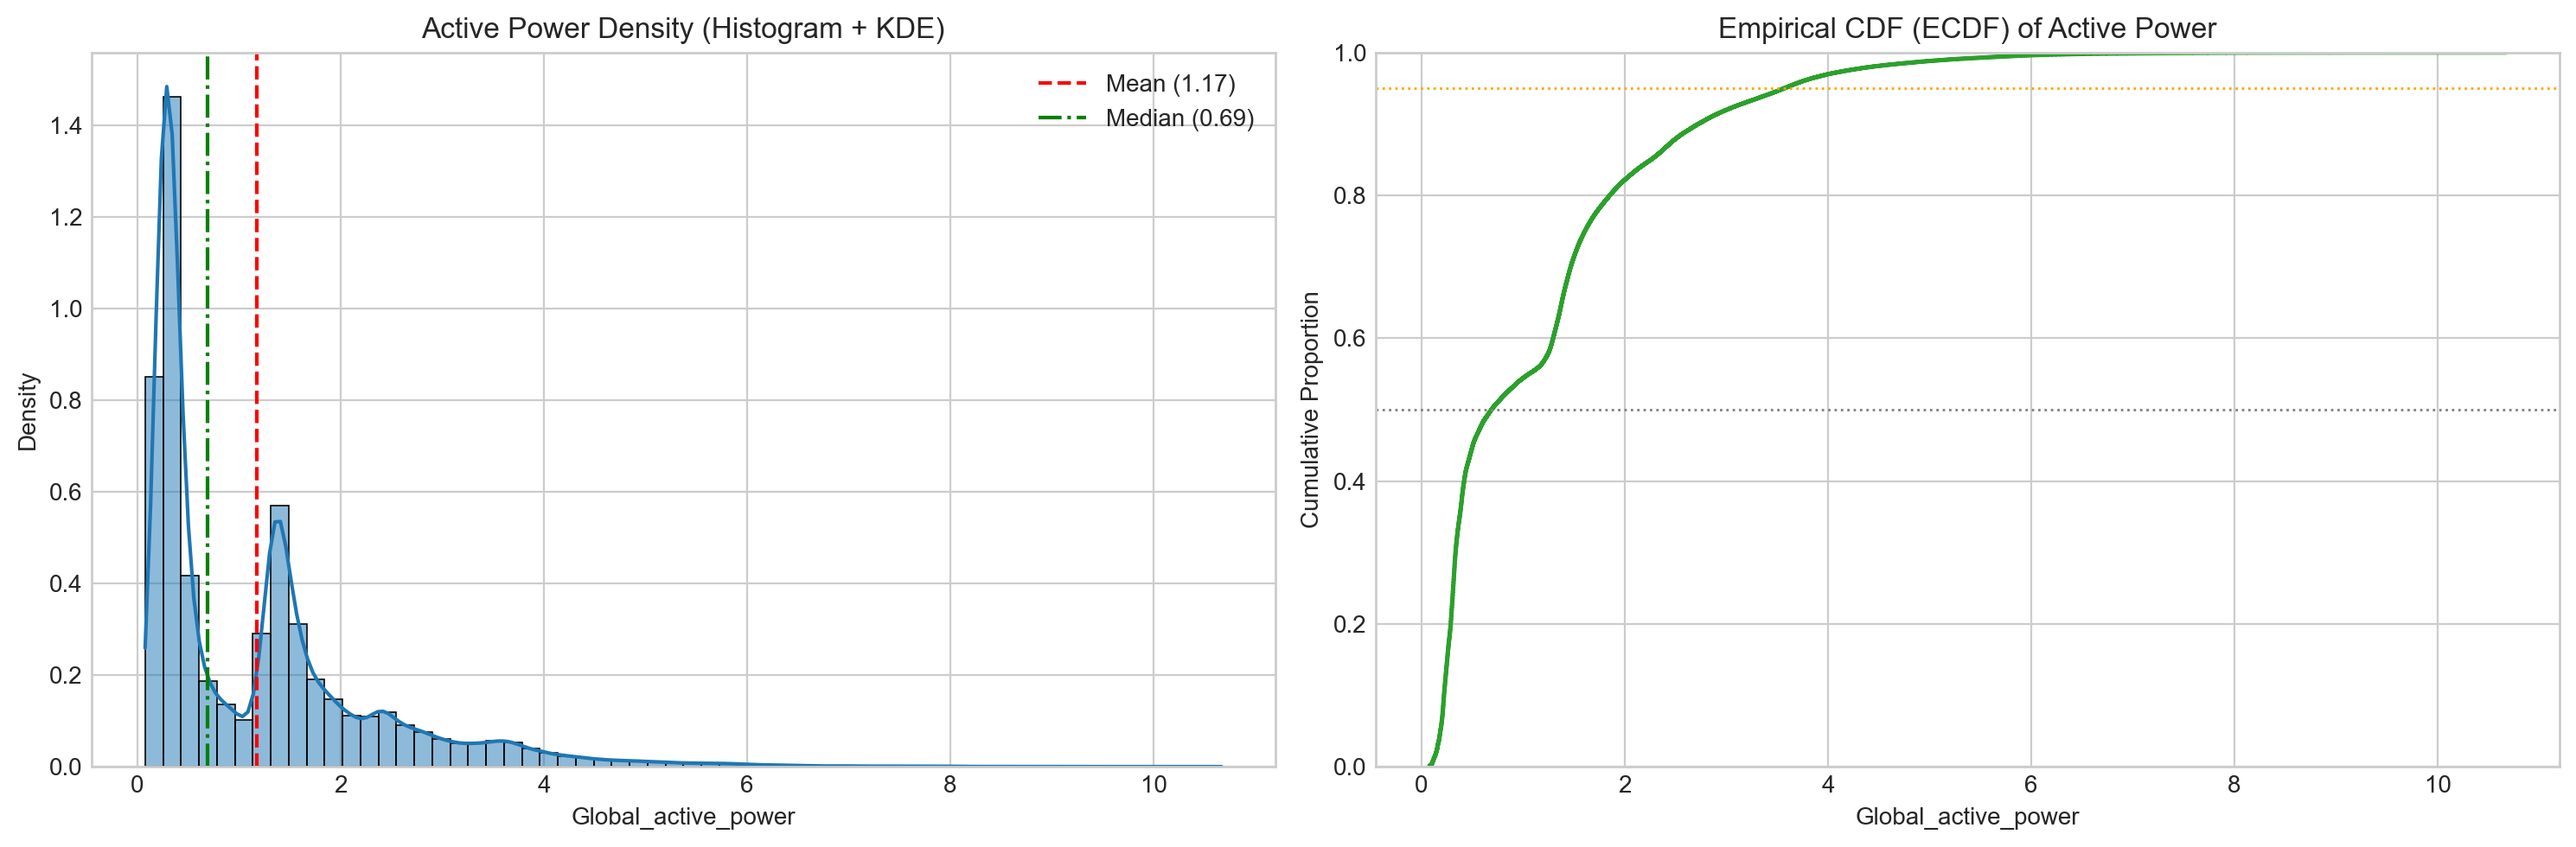 Active Power Density (Histogram + KDE)
Mean (1.17)
Median (0.69)
Density
1.4
1.2
1.0
0.8
0.6
0.4
0.2
0.0
0 2 4 6 8 10
Global_active_power
Empirical CDF (ECDF) of Active Power
Cumulative Proportion
1.0
0.8
0.6
0.4
0.2
0.0
0 2 4 6 8 10
Global_active_power